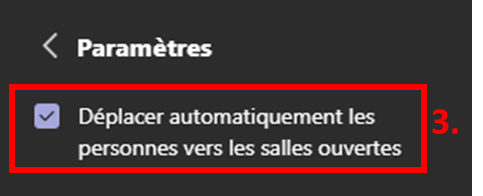 Paramètres
Déplacer automatiquement les
personnes vers les salles ouvertes
3.